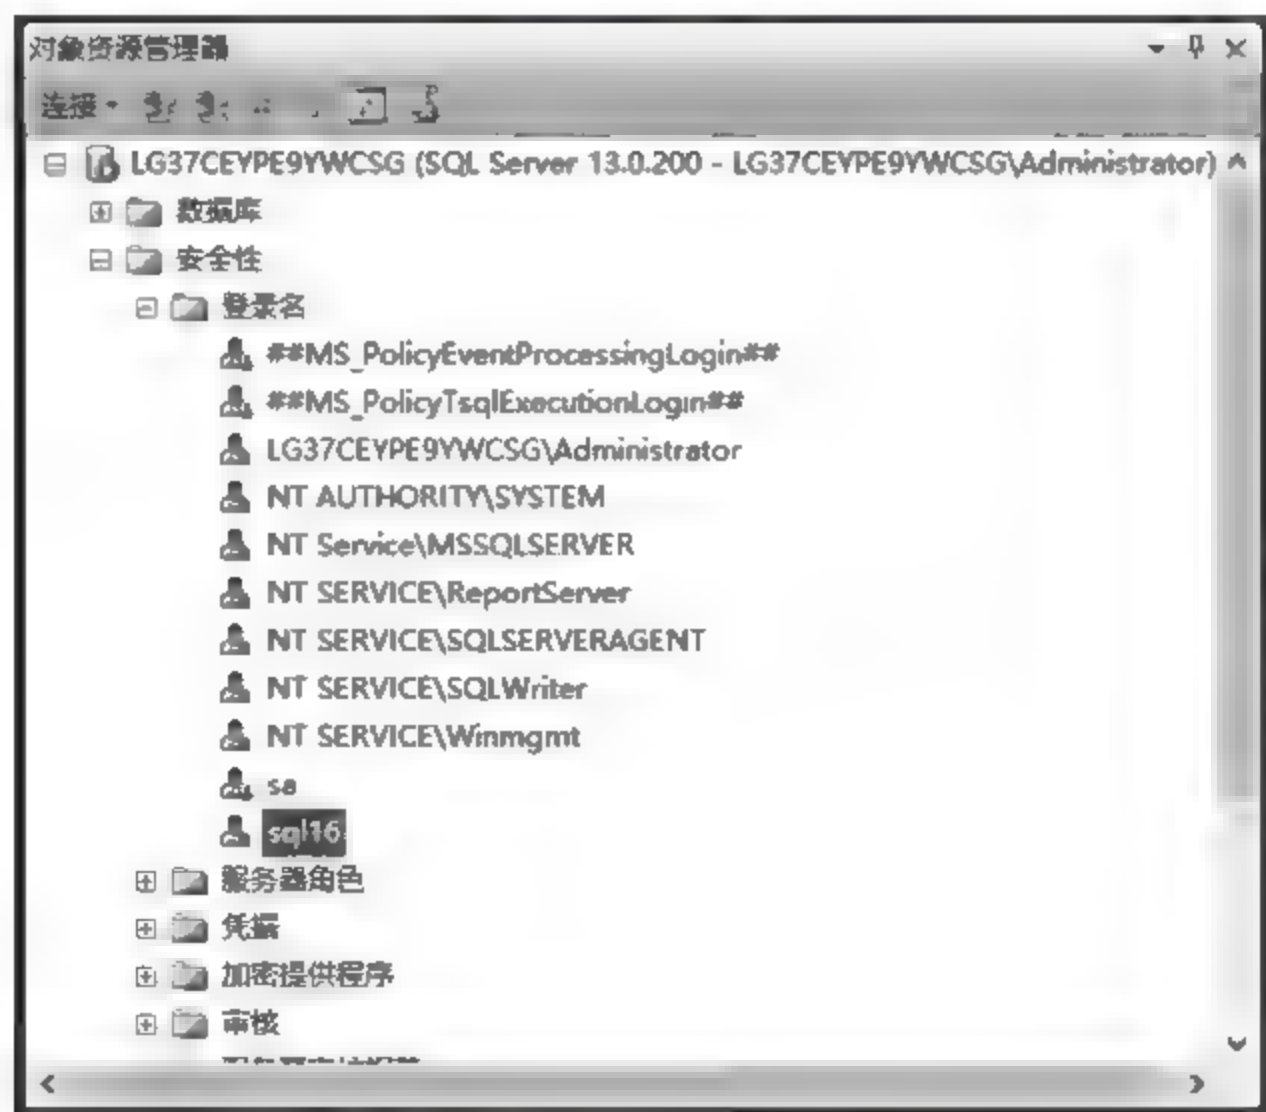 对象资源管理器
连接
LG37CEYPE9YWCSG (SQL Server 13.0.200 - LG37CEYPE9YWCSG\Administrator)
数据库
安全性
登录名
##MS_PolicyEventProcessingLogin##
##MS_PolicyTsqlExecutionLogin##
LG37CEYPE9YWCSG\Administrator
NT AUTHORITY\SYSTEM
NT Service\MSSQLSERVER
NT SERVICE\ReportServer
NT SERVICE\SQLSERVERAGENT
NT SERVICE\SQLWriter
NT SERVICE\Winmgmt
sa
sql16
服务器角色
凭据
加密提供程序
审核